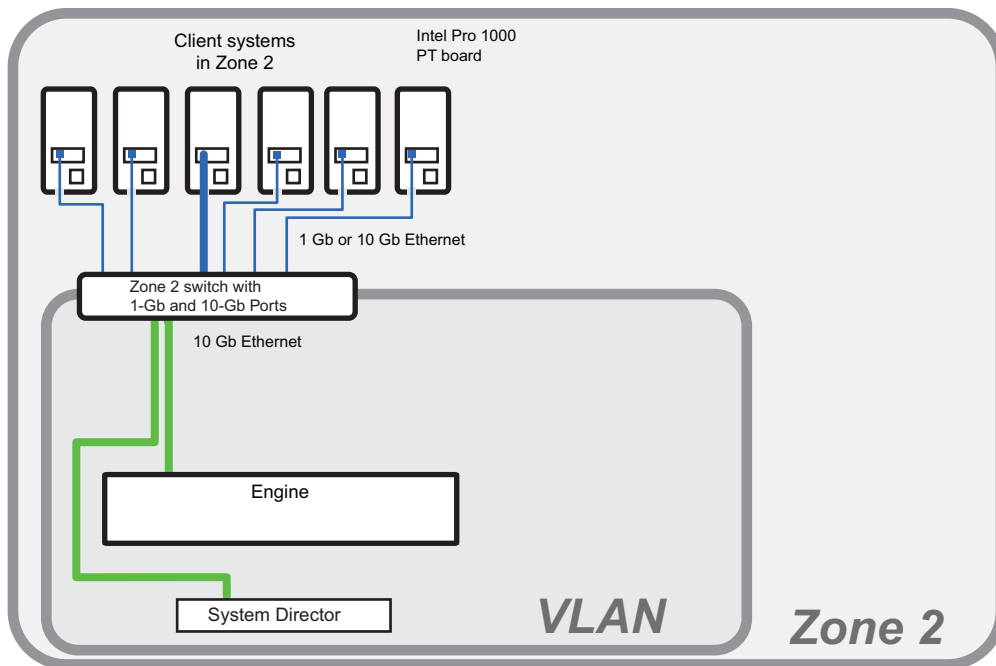 Client systems
in Zone 2
Intel Pro 1000
PT board
1 Gb or 10 Gb Ethernet
Zone 2 switch with
1-Gb and 10-Gb Ports
10 Gb Ethernet
Engine
System Director
VLAN
Zone 2